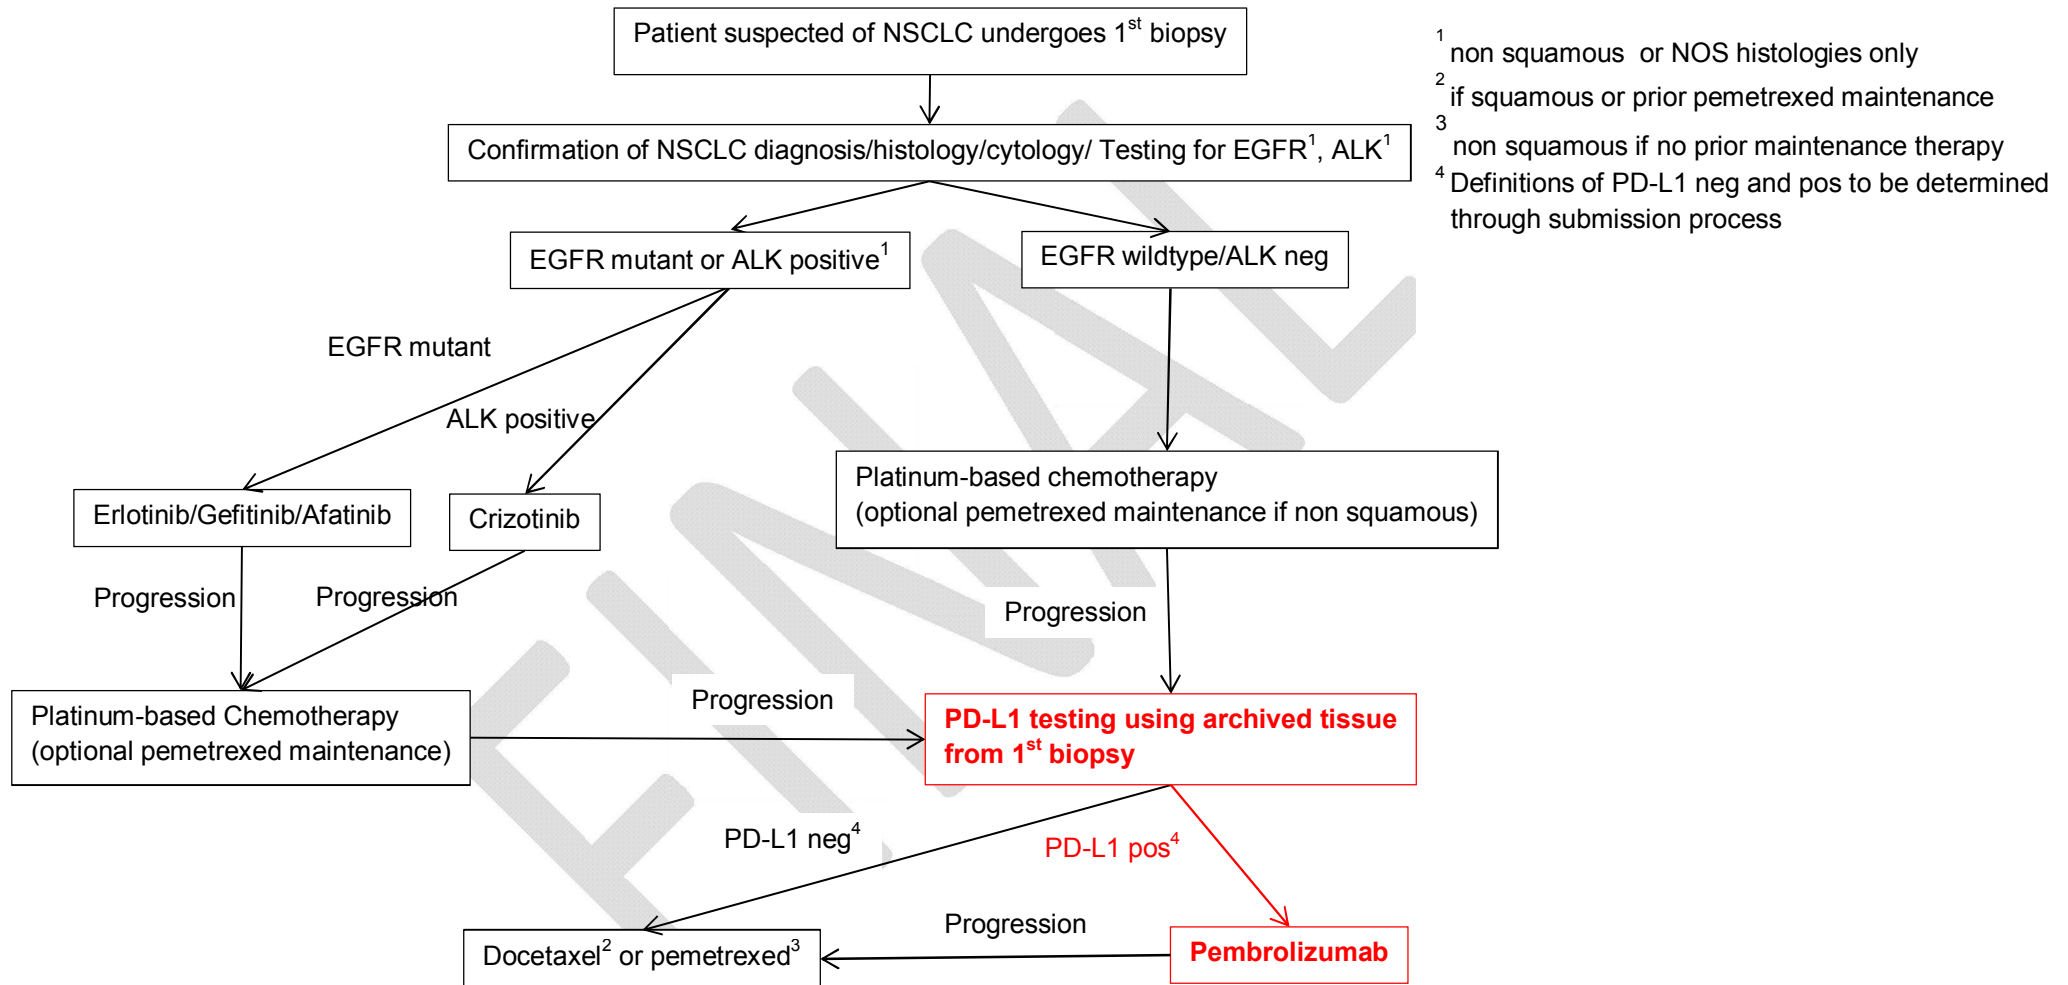 Patient suspected of NSCLC undergoes 1st biopsy
1 non squamous or NOS histologies only
2 if squamous or prior pemetrexed maintenance
3 non squamous if no prior maintenance therapy
4 Definitions of PD-L1 neg and pos to be determined
through submission process
Confirmation of NSCLC diagnosis/histology/cytology/ Testing for EGFR1, ALK1
EGFR mutant or ALK positive1
EGFR wildtype/ALK neg
EGFR mutant
ALK positive
Erlotinib/Gefitinib/Afatinib
Crizotinib
Platinum-based chemotherapy
(optional pemetrexed maintenance if non squamous)
Progression
Progression
Progression
Platinum-based Chemotherapy
(optional pemetrexed maintenance)
Progression
PD-L1 testing using archived tissue
from 1st biopsy
PD-L1 neg4
PD-L1 pos4
Progression
Docetaxel2 or pemetrexed3
Pembrolizumab
FINAL